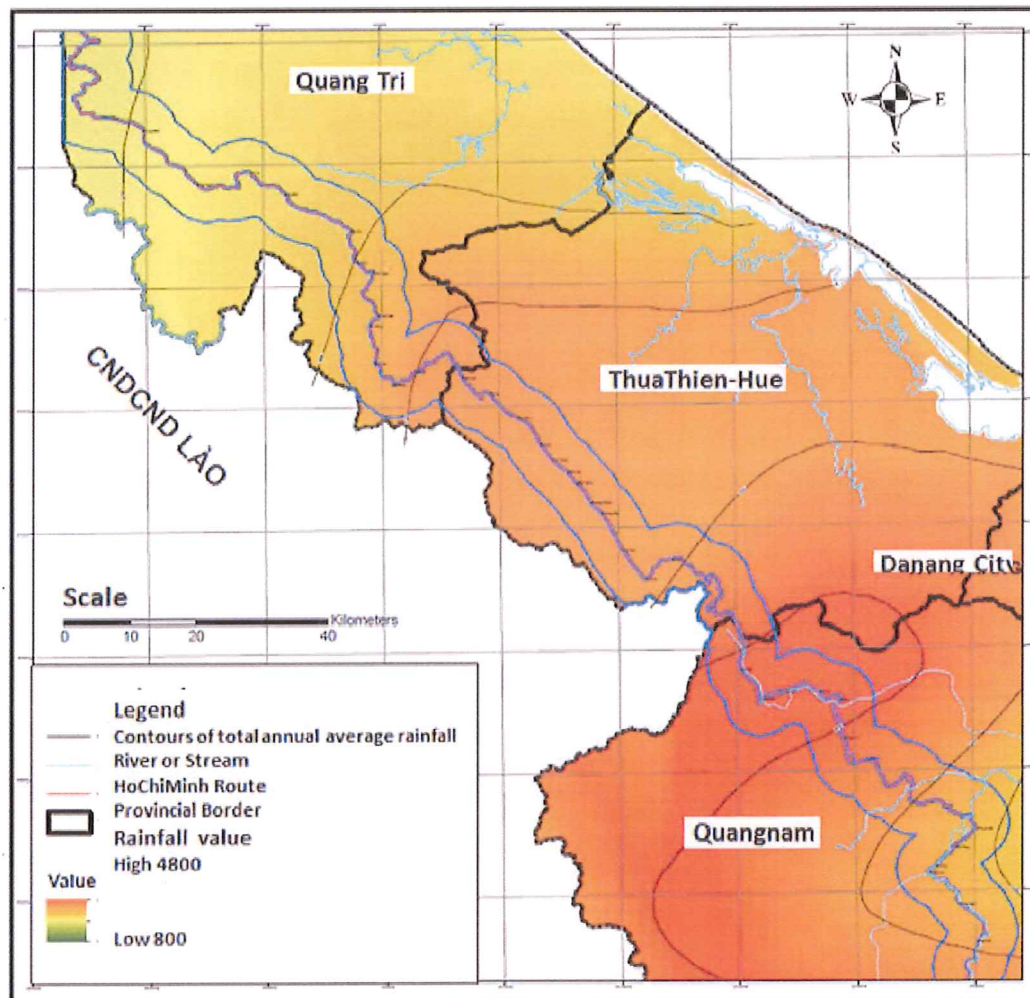 Quang Tri
N
W E
S
CNDCND LÀO
ThuaThien-Hue
Danang City
Scale
0 10 20 40 Kilometers
Legend
Contours of total annual average rainfall
River or Stream
HoChiMinh Route
Provincial Border
Rainfall value
High 4800
Value
Low 800
Quangnam